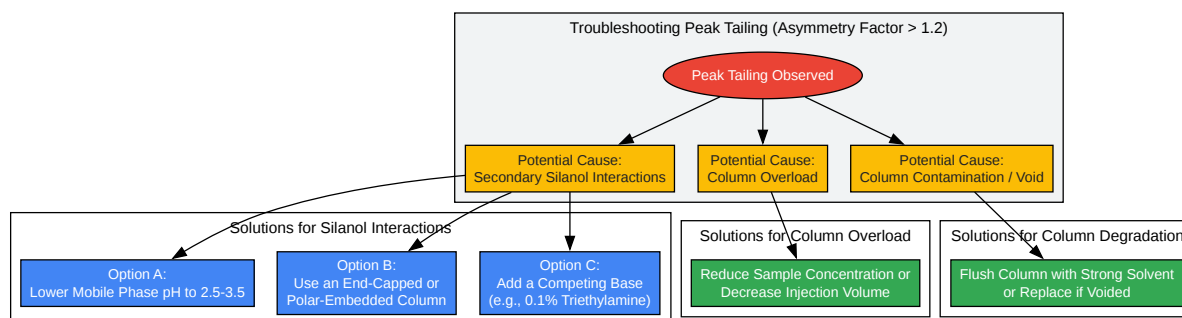 Troubleshooting Peak Tailing (Asymmetry Factor > 1.2)
Peak Tailing Observed
Potential Cause:
Secondary Silanol Interactions
Potential Cause:
Column Overload
Potential Cause:
Column Contamination / Void
Solutions for Silanol Interactions
Option A:
Lower Mobile Phase pH to 2.5-3.5
Option B:
Use an End-Capped or
Polar-Embedded Column
Option C:
Add a Competing Base
(e.g., 0.1% Triethylamine)
Solutions for Column Overload
Reduce Sample Concentration or
Decrease Injection Volume
Solutions for Column Degradation
Flush Column with Strong Solvent
or Replace if Voided